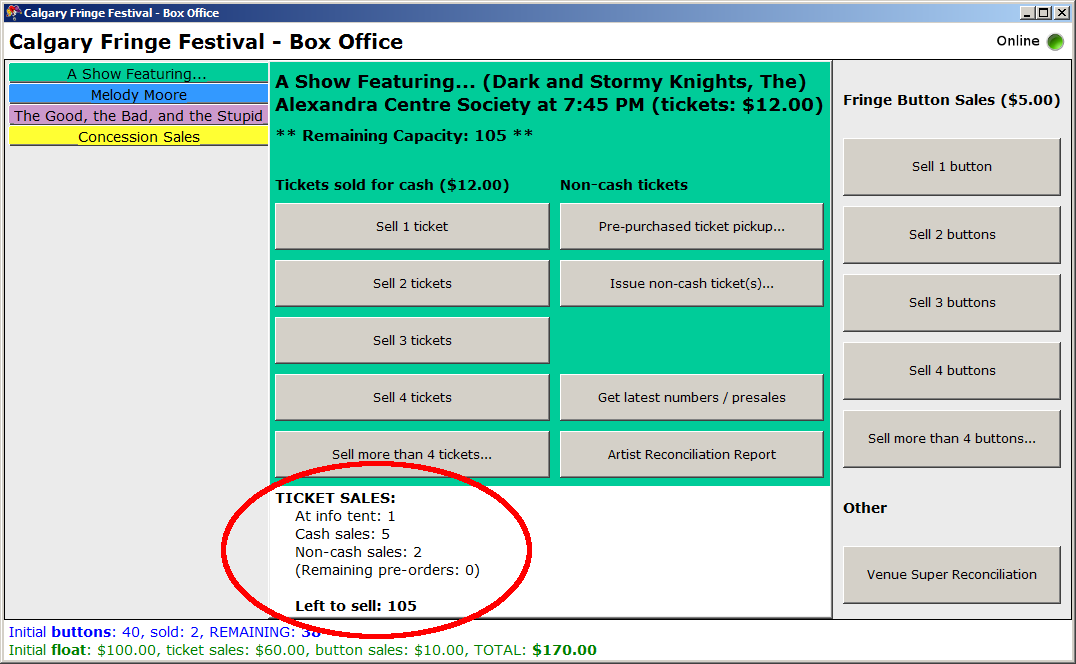 Calgary Fringe Festival - Box Office
Calgary Fringe Festival - Box Office
Online
A Show Featuring...
Melody Moore
The Good, the Bad, and the Stupid
Concession Sales
A Show Featuring... (Dark and Stormy Knights, The)
Alexandra Centre Society at 7:45 PM (tickets: $12.00)
** Remaining Capacity: 105 **
Tickets sold for cash ($12.00)
Sell 1 ticket
Sell 2 tickets
Sell 3 tickets
Sell 4 tickets
Sell more than 4 tickets...
Non-cash tickets
Pre-purchased ticket pickup...
Issue non-cash ticket(s)...
Get latest numbers / presales
Artist Reconciliation Report
TICKET SALES:
At info tent: 1
Cash sales: 5
Non-cash sales: 2
(Remaining pre-orders: 0)
Left to sell: 105
Fringe Button Sales ($5.00)
Sell 1 button
Sell 2 buttons
Sell 3 buttons
Sell 4 buttons
Sell more than 4 buttons...
Other
Venue Super Reconciliation
Initial buttons: 40, sold: 2, REMAINING: 38
Initial float: $100.00, ticket sales: $60.00, button sales: $10.00, TOTAL: $170.00